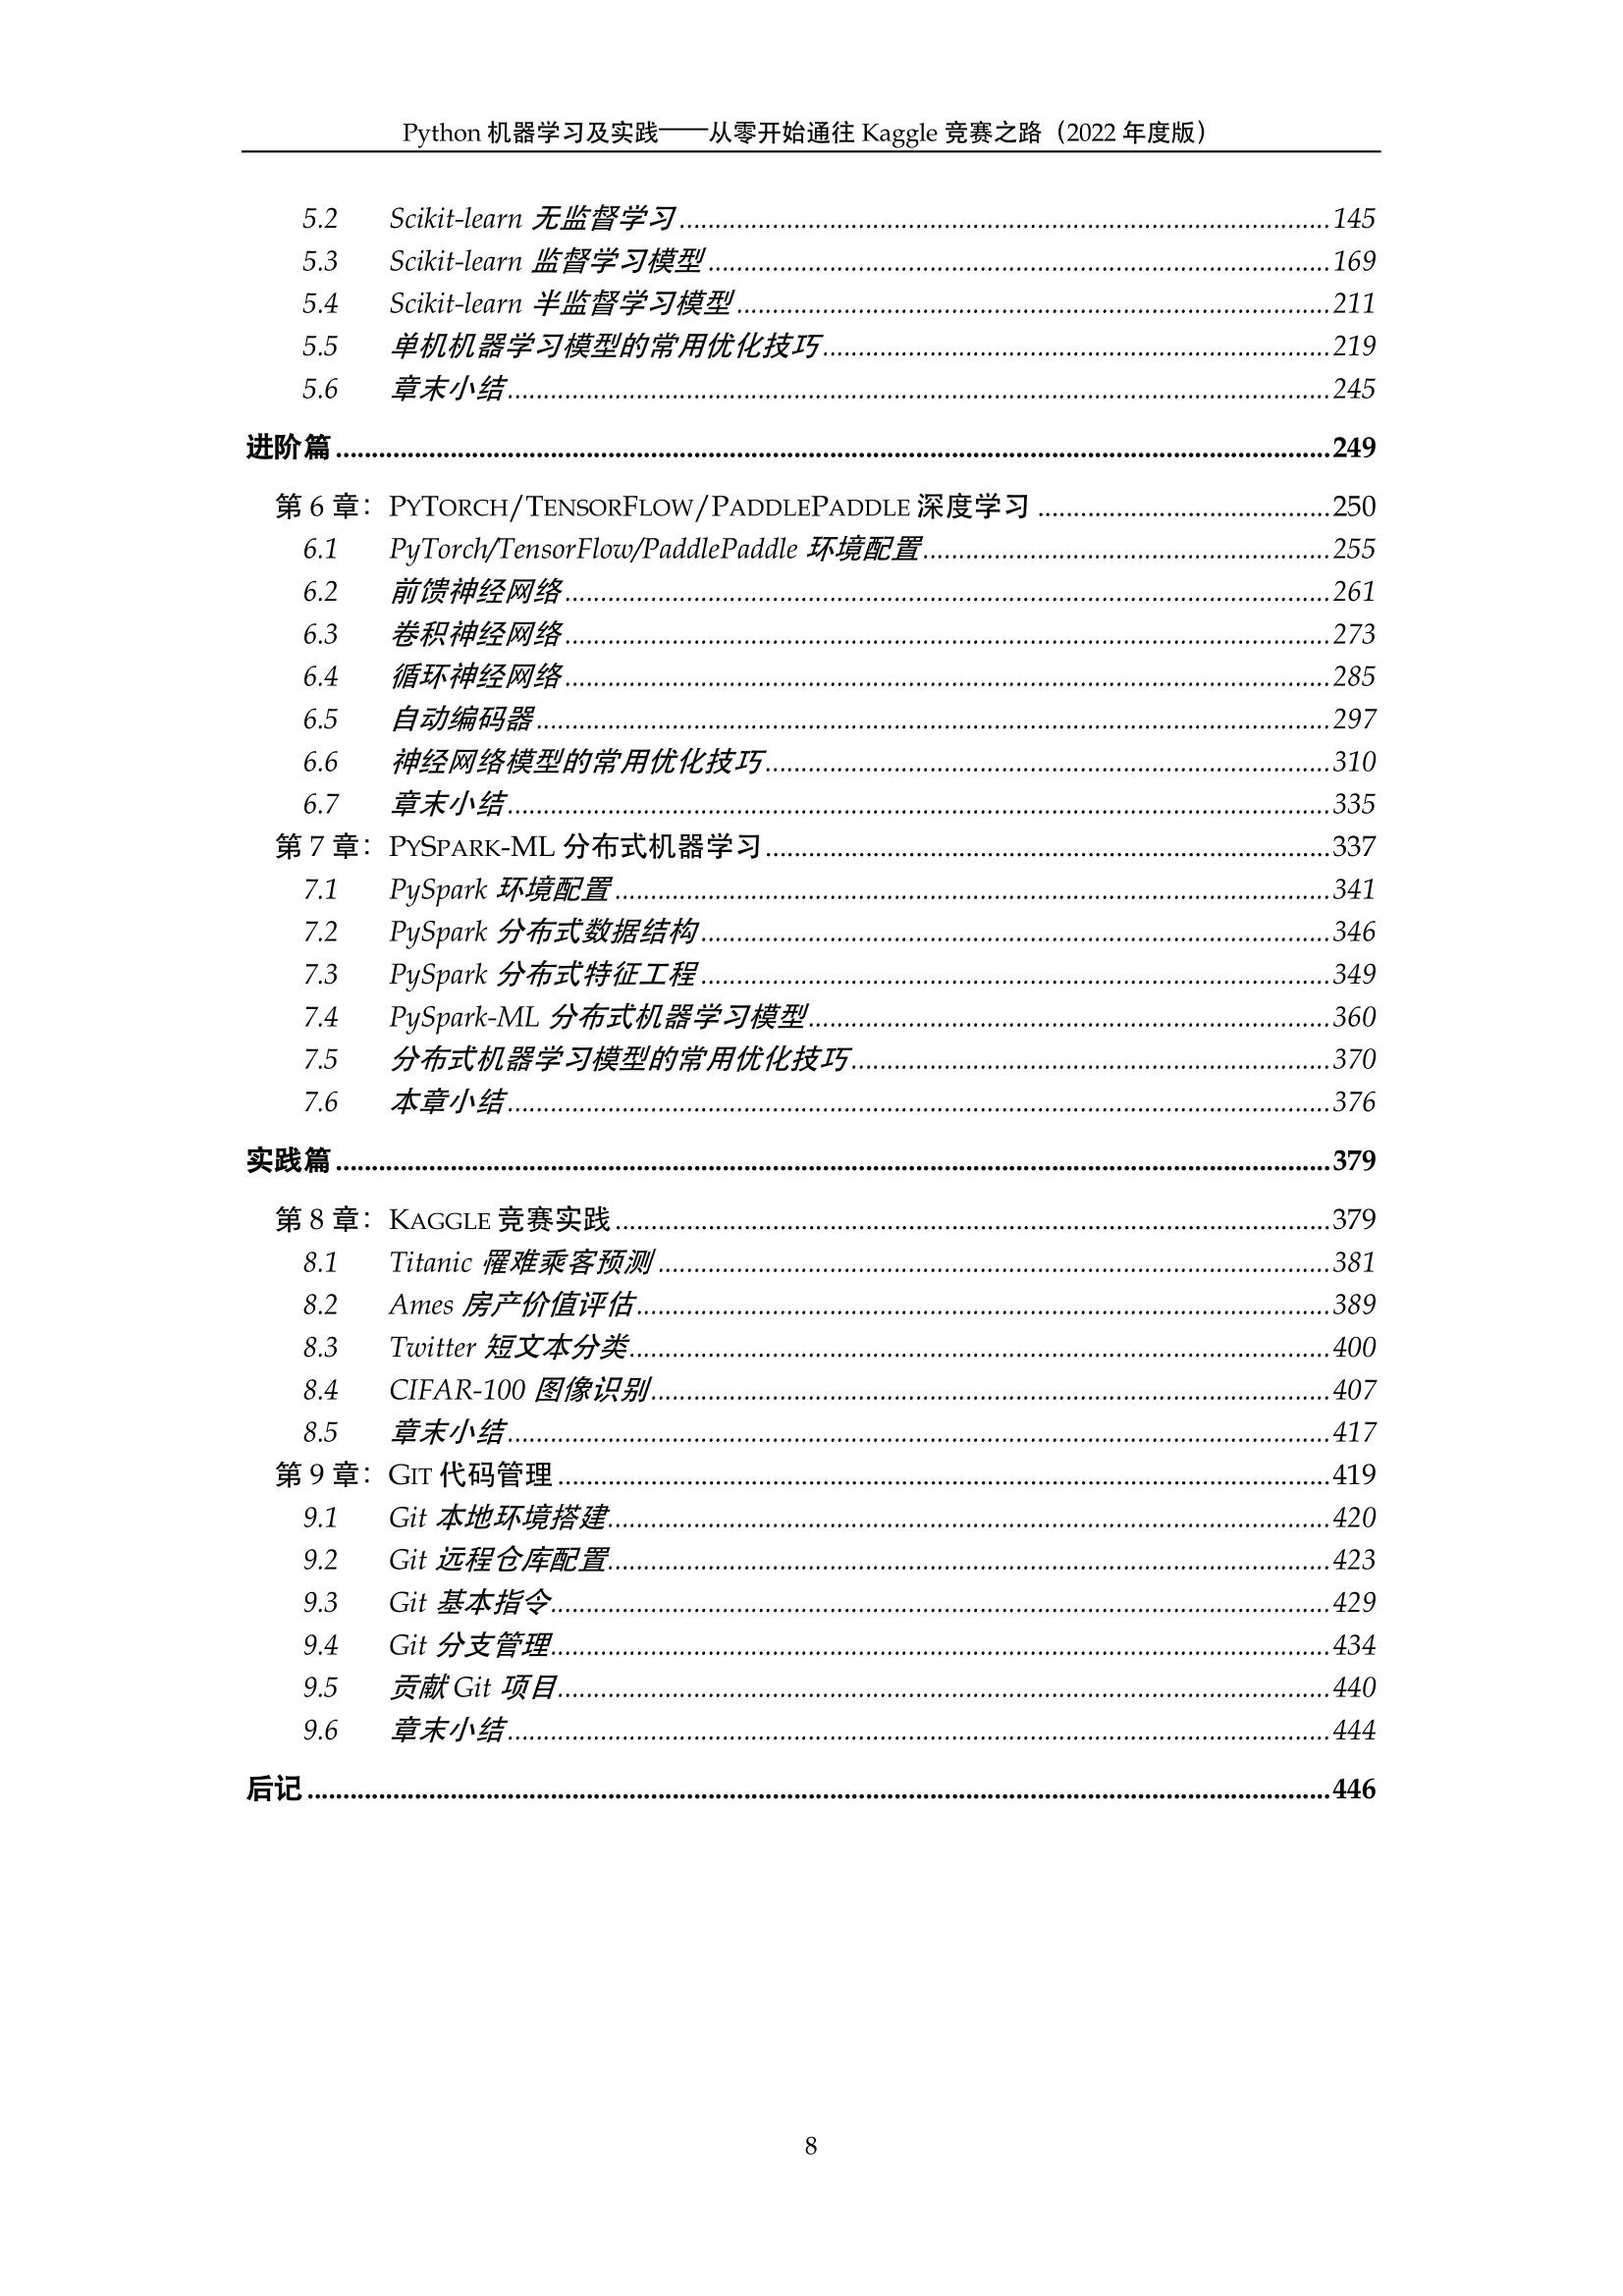 Python 机器学习及实践——从零开始通往 Kaggle 竞赛之路（2022 年度版）
5.2 Scikit-learn 无监督学习 ........ 145
5.3 Scikit-learn 监督学习模型 ........ 169
5.4 Scikit-learn 半监督学习模型 ........ 211
5.5 单机机器学习模型的常用优化技巧 ........ 219
5.6 章末小结 ........ 245
进阶篇 ........ 249
第 6 章： PYTORCH/TENSORFLOW/PADDLEPADDLE 深度学习 ........ 250
6.1 PyTorch/TensorFlow/PaddlePaddle 环境配置 ........ 255
6.2 前馈神经网络 ........ 261
6.3 卷积神经网络 ........ 273
6.4 循环神经网络 ........ 285
6.5 自动编码器 ........ 297
6.6 神经网络模型的常用优化技巧 ........ 310
6.7 章末小结 ........ 335
第 7 章： PYSPARK-ML 分布式机器学习 ........ 337
7.1 PySpark 环境配置 ........ 341
7.2 PySpark 分布式数据结构 ........ 346
7.3 PySpark 分布式特征工程 ........ 349
7.4 PySpark-ML 分布式机器学习模型 ........ 360
7.5 分布式机器学习模型的常用优化技巧 ........ 370
7.6 本章小结 ........ 376
实践篇 ........ 379
第 8 章： KAGGLE 竞赛实践 ........ 379
8.1 Titanic 罹难乘客预测 ........ 381
8.2 Ames 房产价值评估 ........ 389
8.3 Twitter 短文本分类 ........ 400
8.4 CIFAR-100 图像识别 ........ 407
8.5 章末小结 ........ 417
第 9 章： GIT 代码管理 ........ 419
9.1 Git 本地环境搭建 ........ 420
9.2 Git 远程仓库配置 ........ 423
9.3 Git 基本指令 ........ 429
9.4 Git 分支管理 ........ 434
9.5 贡献 Git 项目 ........ 440
9.6 章末小结 ........ 444
后记 ........ 446
8